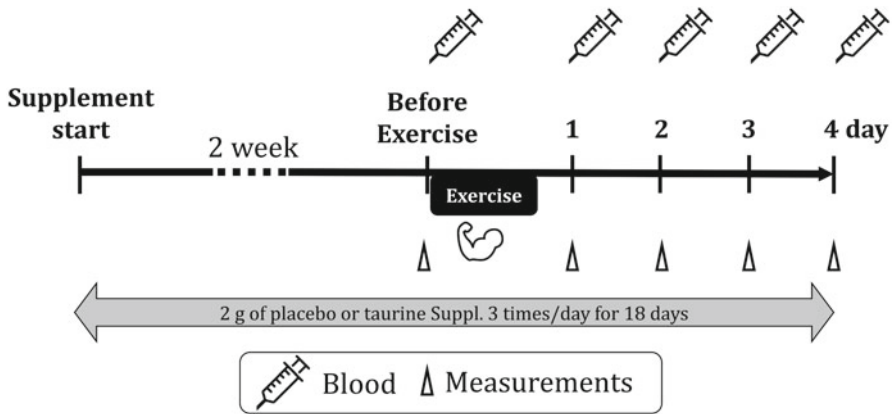 Supplement
start
2 week
Before
Exercise
1
2
3
4 day
Exercise
2 g of placebo or taurine Suppl. 3 times/day for 18 days
Blood
Measurements